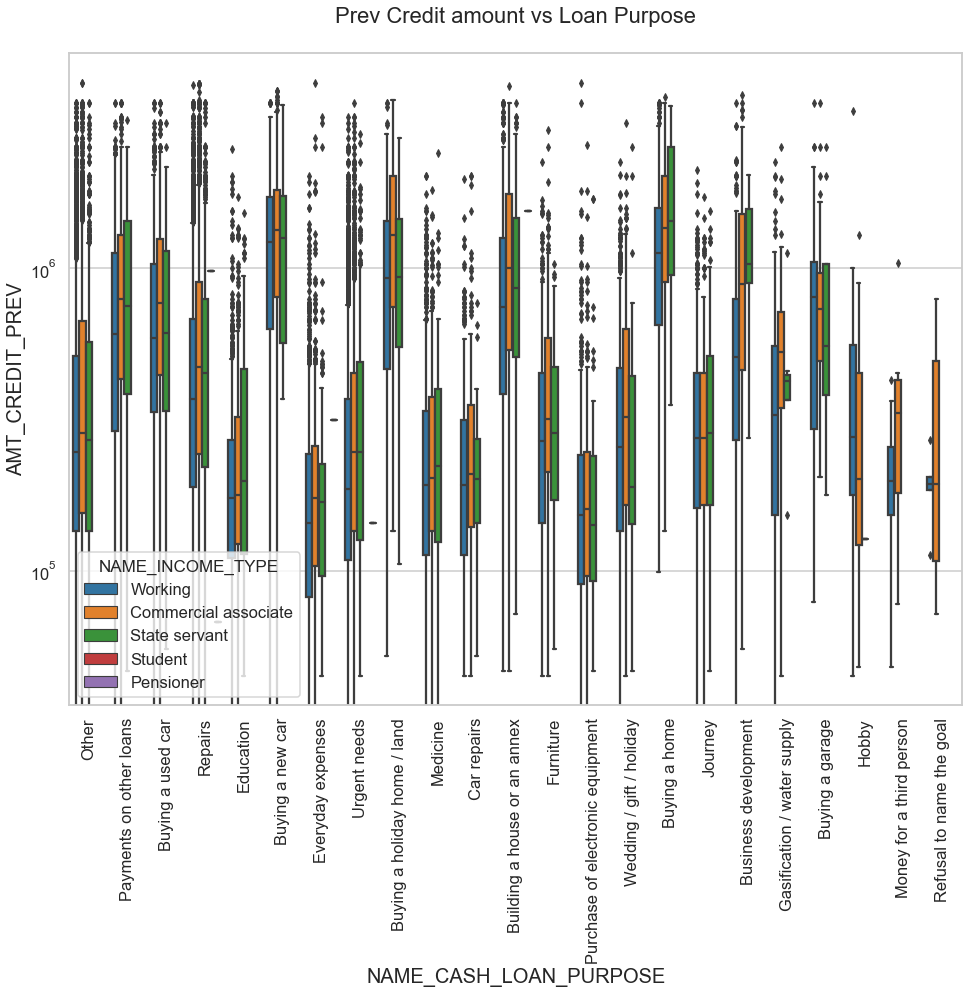 Prev Credit amount vs Loan Purpose
AMT_CREDIT_PREV
10^6
10^5
NAME_INCOME_TYPE
Working
Commercial associate
State servant
Student
Pensioner
Other
Payments on other loans
Buying a used car
Repairs
Education
Buying a new car
Everyday expenses
Urgent needs
Buying a holiday home / land
Medicine
Car repairs
Building a house or an annex
Furniture
Purchase of electronic equipment
Wedding / gift / holiday
Buying a home
Journey
Business development
Gasification / water supply
Buying a garage
Hobby
Money for a third person
Refusal to name the goal
NAME_CASH_LOAN_PURPOSE